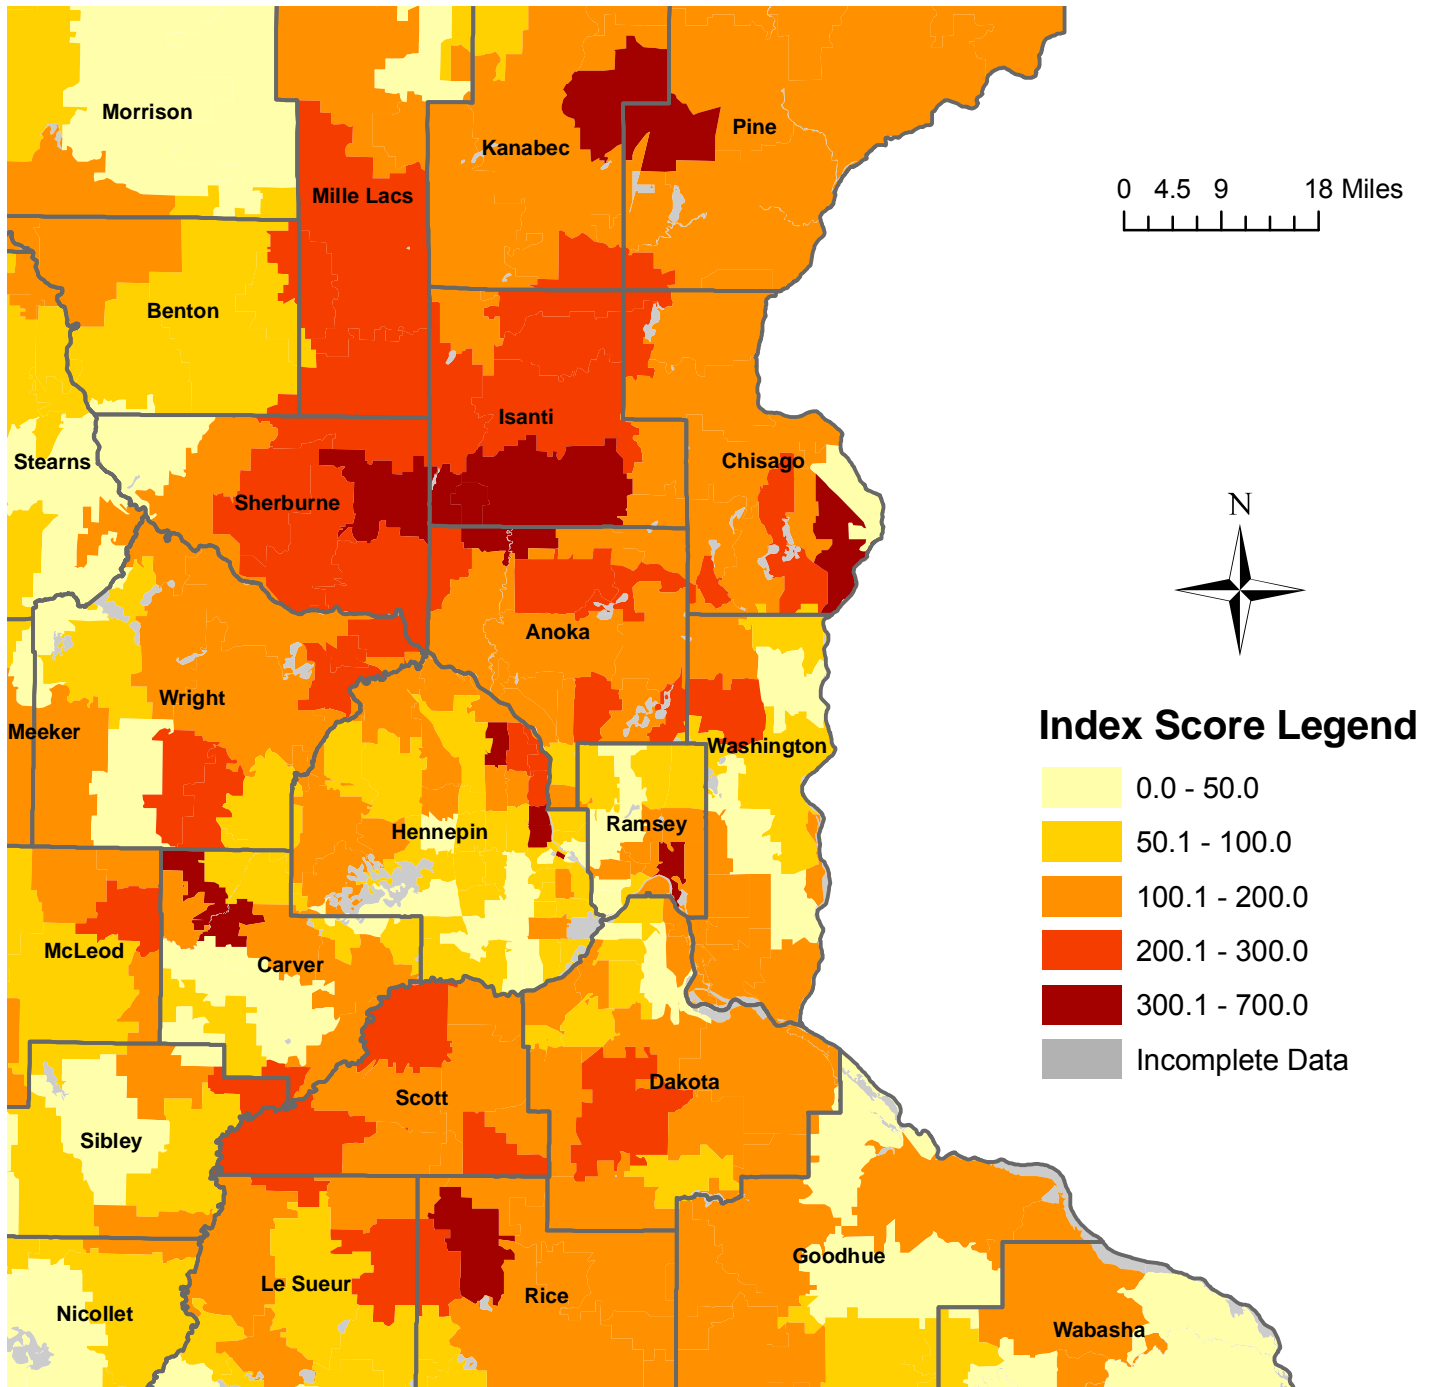 Morrison
Kanabec
Pine
Mille Lacs
0 4.5 9 18 Miles
Benton
Isanti
Stearns
Chisago
Sherburne
N
Anoka
Wright
Meeker
Washington
Index Score Legend
0.0 - 50.0
50.1 - 100.0
100.1 - 200.0
200.1 - 300.0
300.1 - 700.0
Incomplete Data
Hennepin
Ramsey
McLeod
Carver
Scott
Dakota
Sibley
Goodhue
Le Sueur
Rice
Nicollet
Wabasha